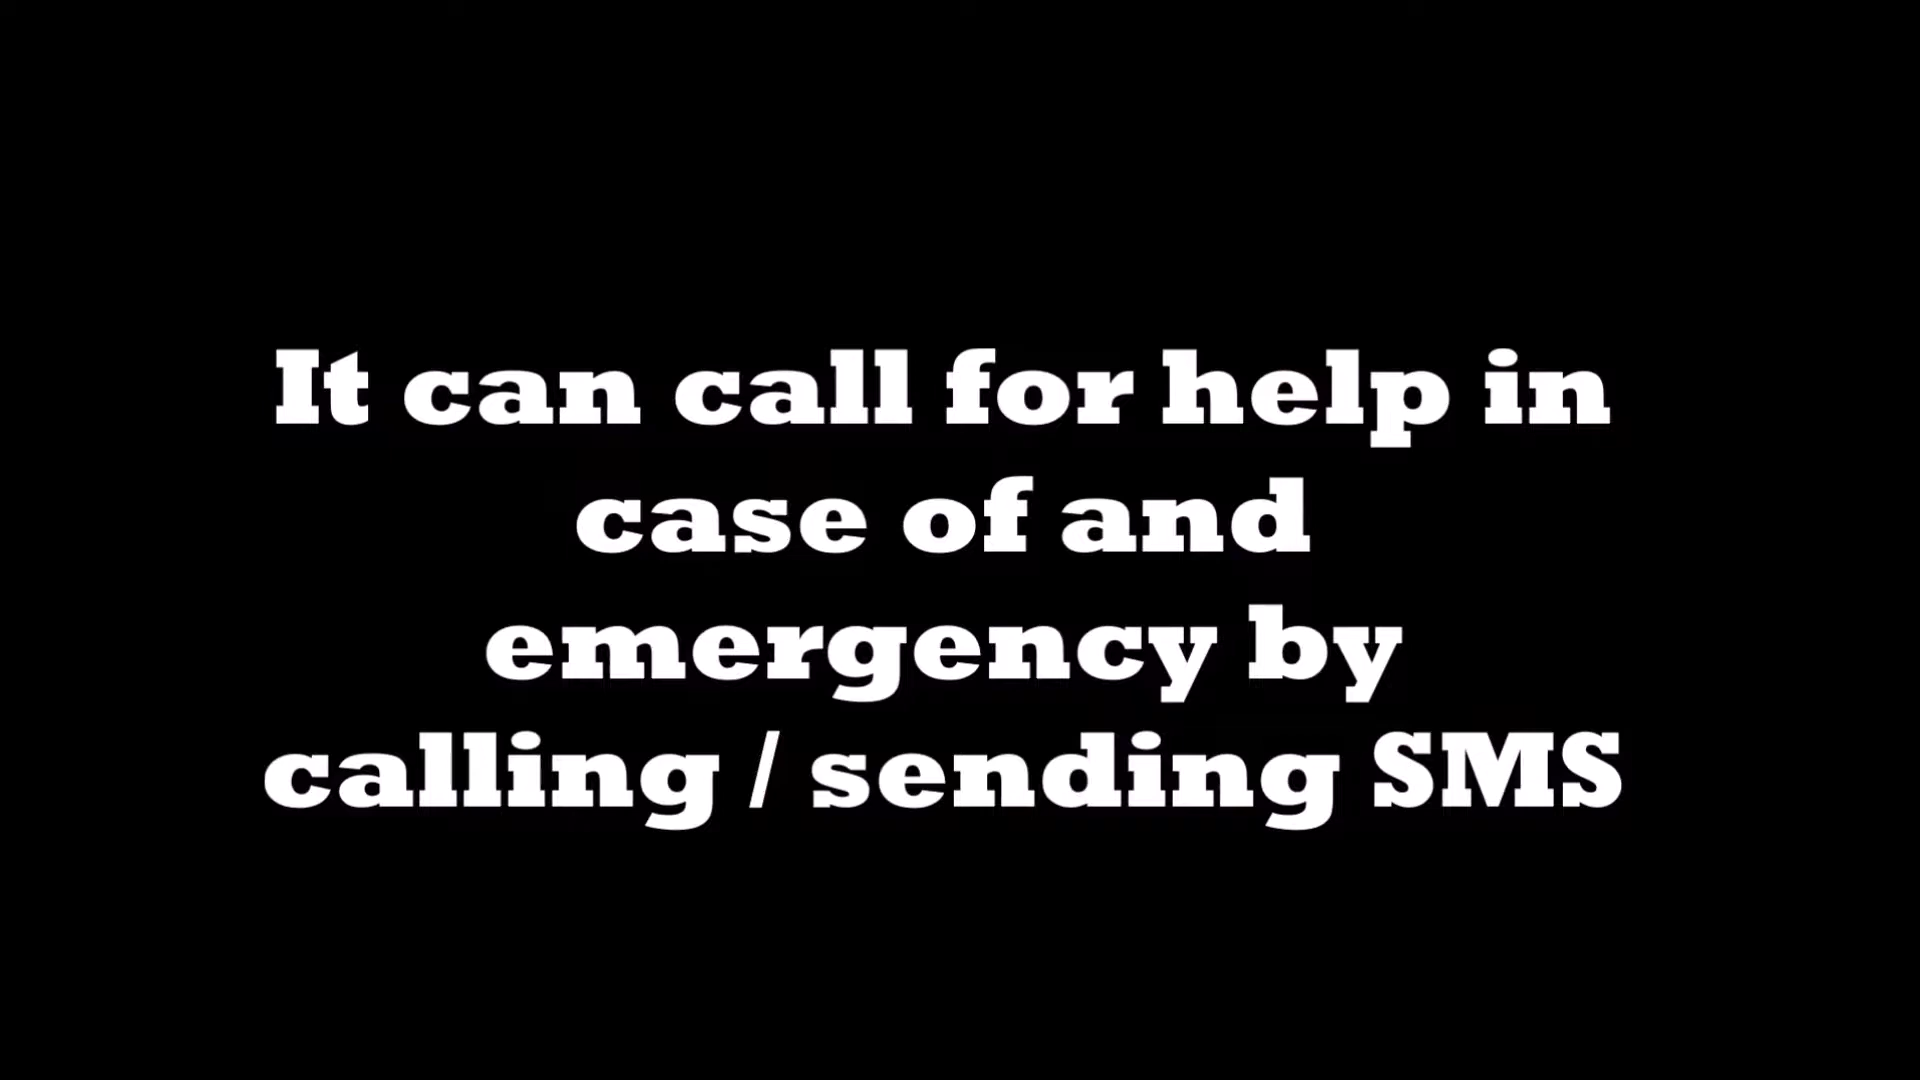 It can call for help in
case of and
emergency by
calling / sending SMS